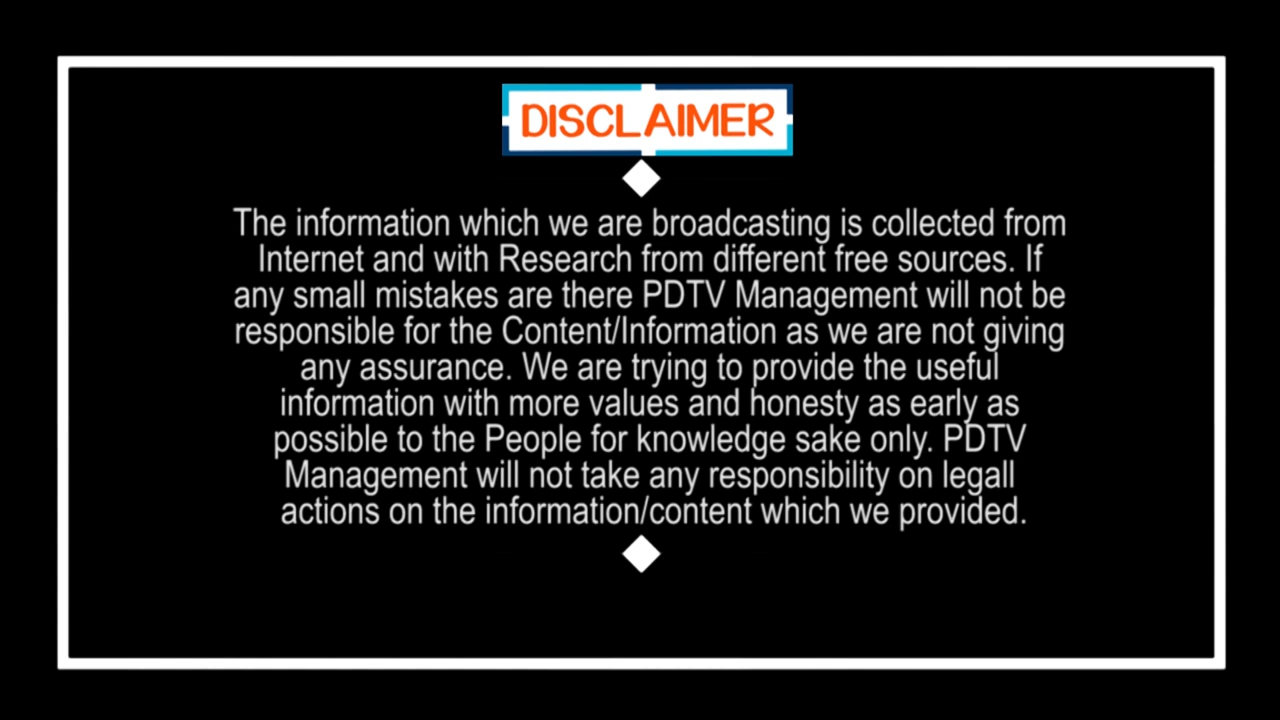 DISCLAIMER
The information which we are broadcasting is collected from
Internet and with Research from different free sources. If
any small mistakes are there PDTV Management will not be
responsible for the Content/Information as we are not giving
any assurance. We are trying to provide the useful
information with more values and honesty as early as
possible to the People for knowledge sake only. PDTV
Management will not take any responsibility on legall
actions on the information/content which we provided.